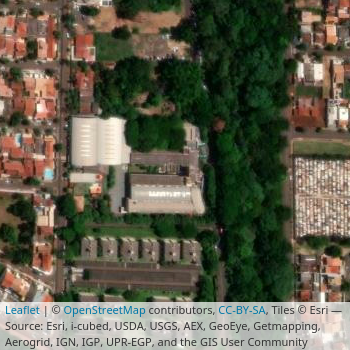 Leaflet | © OpenStreetMap contributors, CC-BY-SA, Tiles © Esri —
Source: Esri, i-cubed, USDA, USGS, AEX, GeoEye, Getmapping,
Aerogrid, IGN, IGP, UPR-EGP, and the GIS User Community